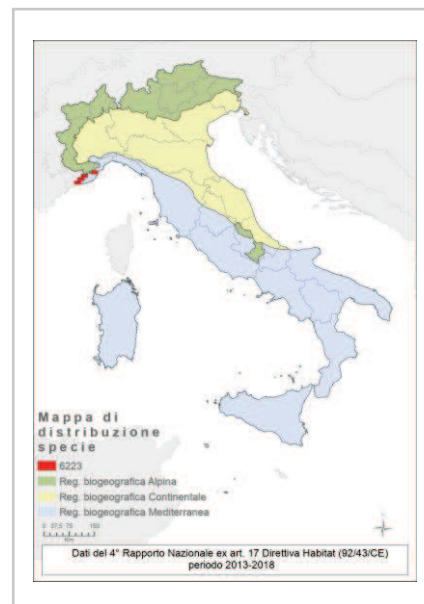 Mappa di
distribuzione
specie
6223
Reg. biogeografica Alpina
Reg. biogeografica Continentale
Reg. biogeografica Mediterranea
0 37,5 75 150
Km
Dati del 4° Rapporto Nazionale ex art. 17 Direttiva Habitat (92/43/CE)
periodo 2013-2018